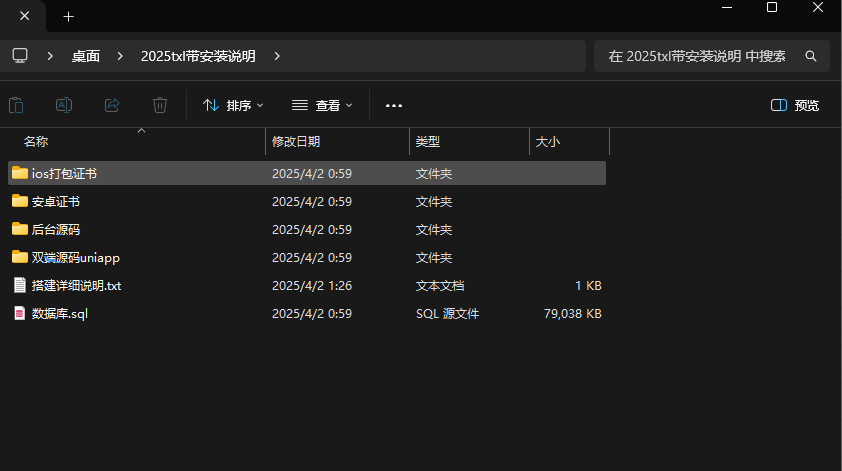 桌面 2025txl带安装说明 在 2025txl带安装说明 中搜索
排序 查看 预览
名称 修改日期 类型 大小
ios打包证书 2025/4/2 0:59 文件夹
安卓证书 2025/4/2 0:59 文件夹
后台源码 2025/4/2 0:59 文件夹
双端源码uniapp 2025/4/2 0:59 文件夹
搭建详细说明.txt 2025/4/2 1:26 文本文档 1 KB
数据库.sql 2025/4/2 0:59 SQL 源文件 79,038 KB